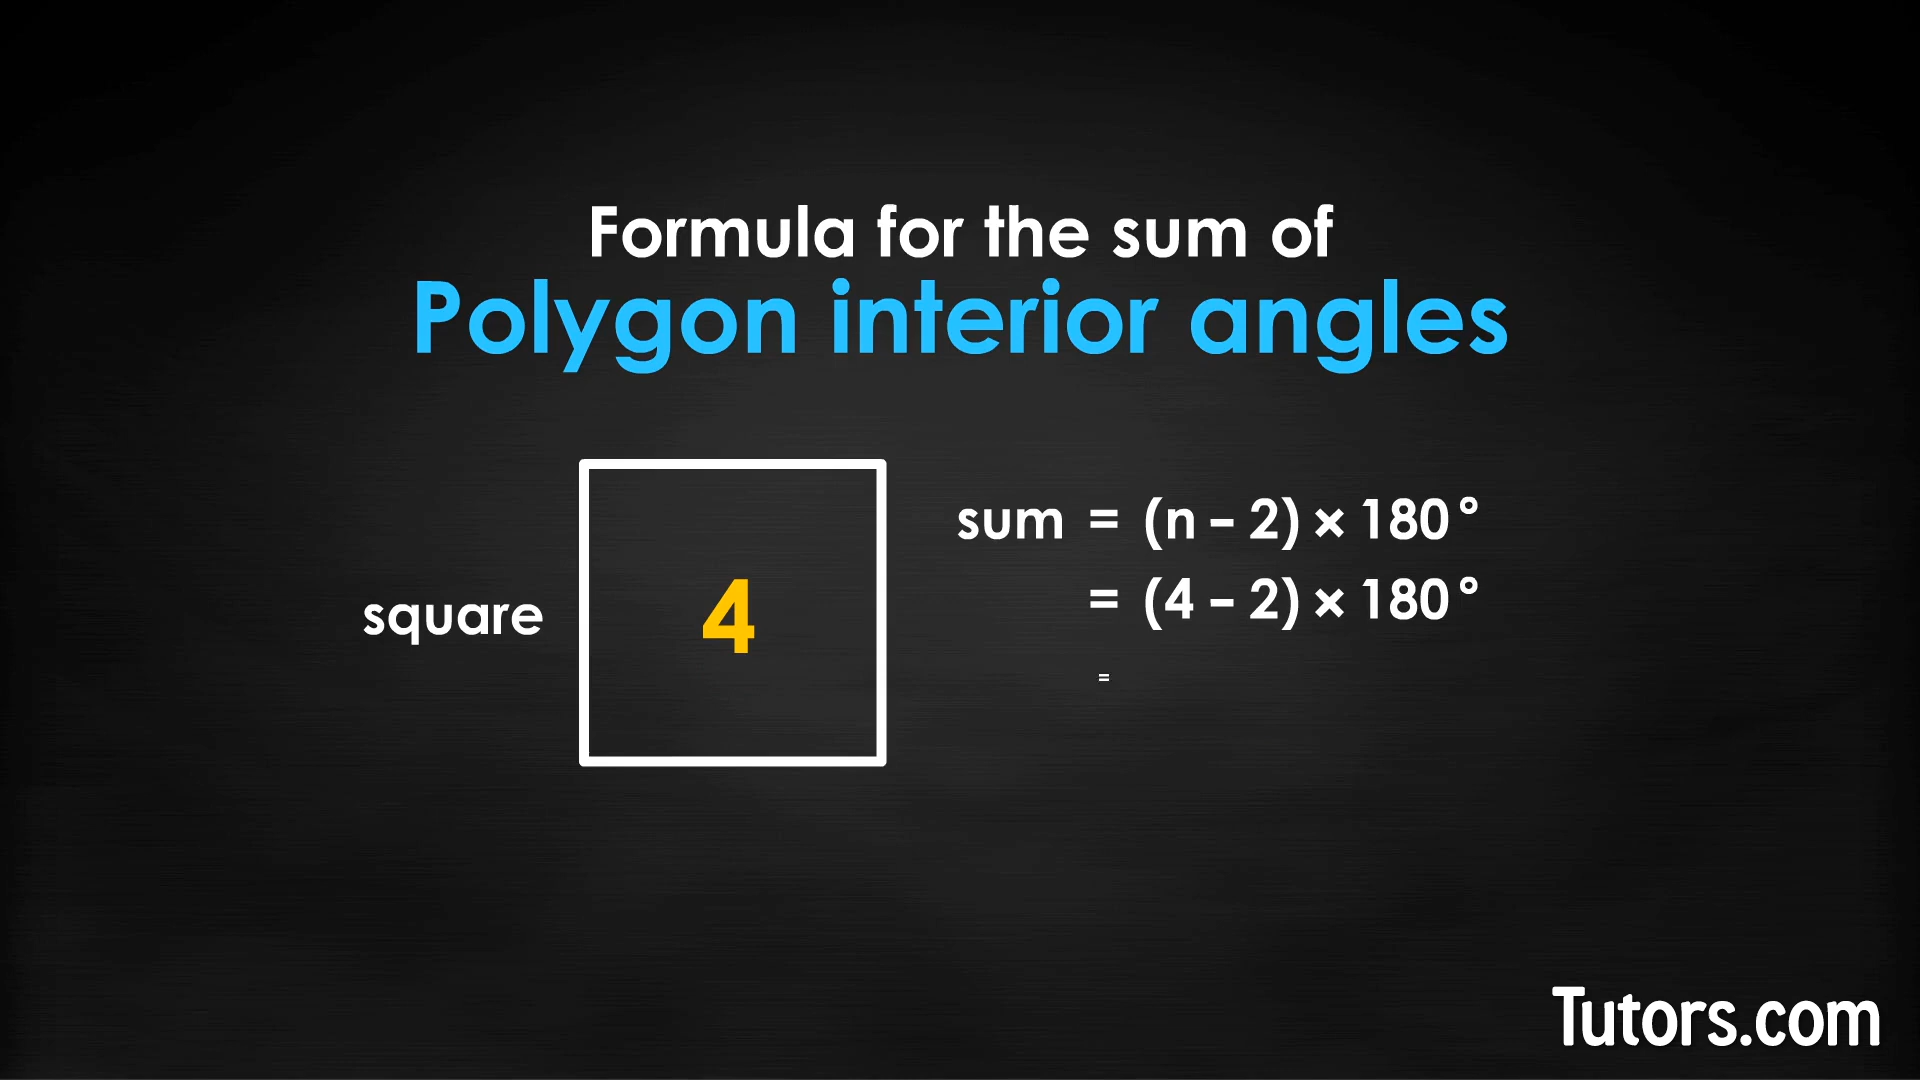 Formula for the sum of
Polygon interior angles
square
4
sum = (n – 2) × 180°
= (4 – 2) × 180°
=
Tutors.com